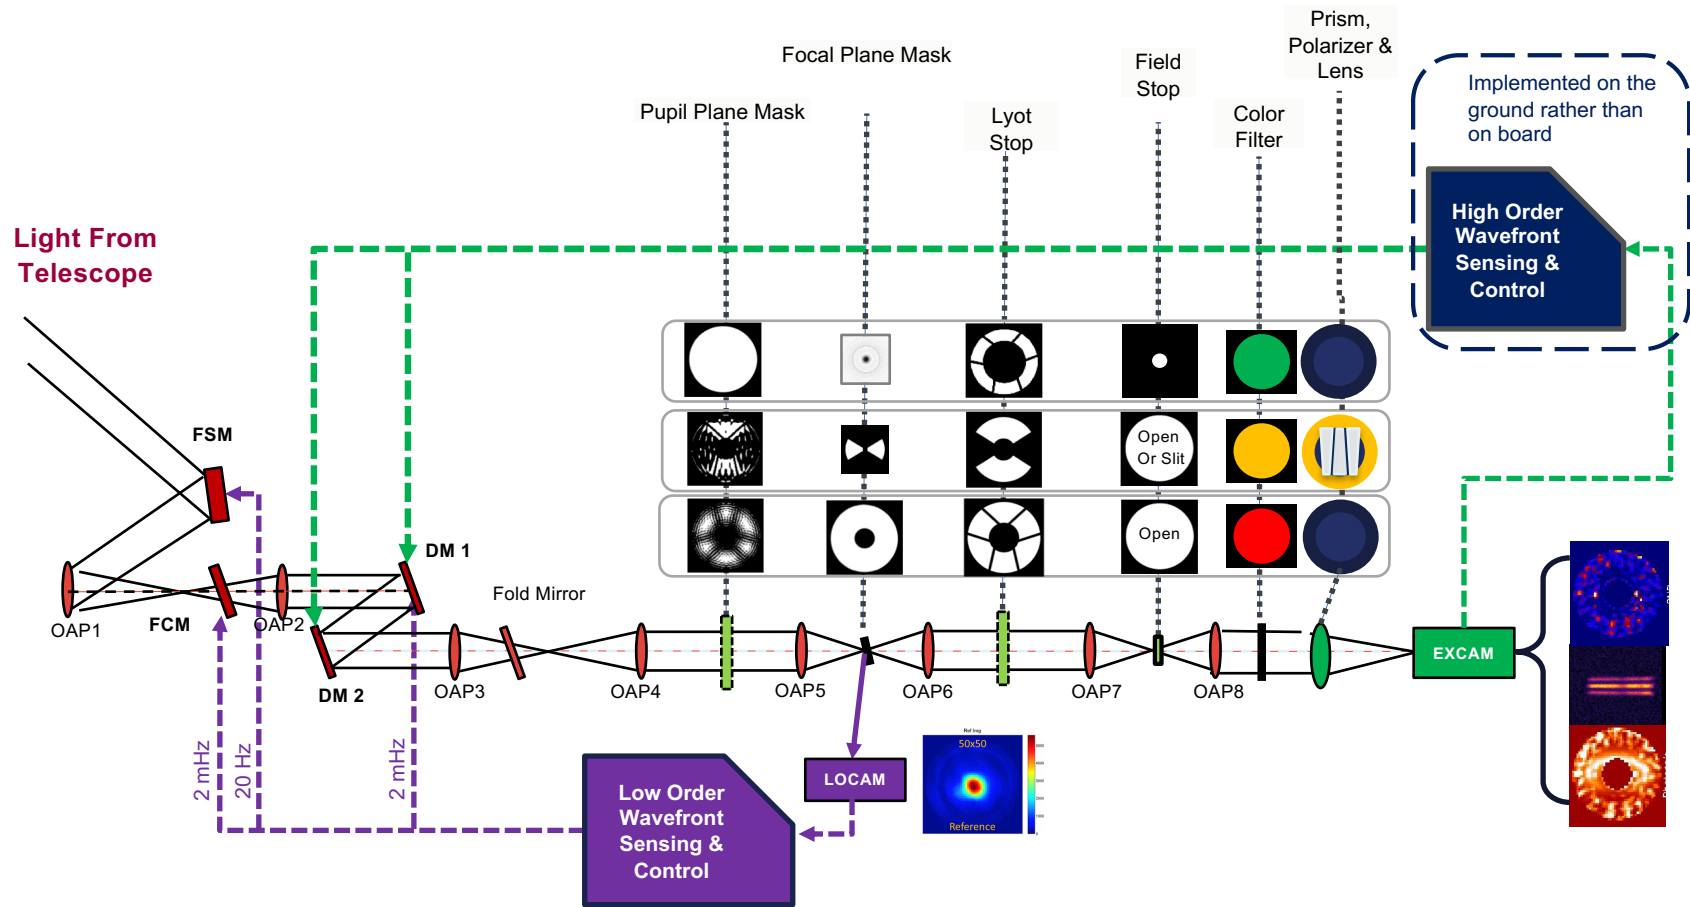 Prism,
Polarizer &
Lens
Focal Plane Mask
Field
Stop
Pupil Plane Mask
Lyot
Stop
Color
Filter
Implemented on the
ground rather than
on board
High Order
Wavefront
Sensing &
Control
Light From
Telescope
FSM
Open
Or Slit
Open
DM 1
Fold Mirror
OAP1
FCM
OAP2
DM 2
OAP3
OAP4
OAP5
OAP6
OAP7
OAP8
EXCAM
2 mHz
20 Hz
2 mHz
LOCAM
Low Order
Wavefront
Sensing &
Control
Ref Img
50x50
Reference